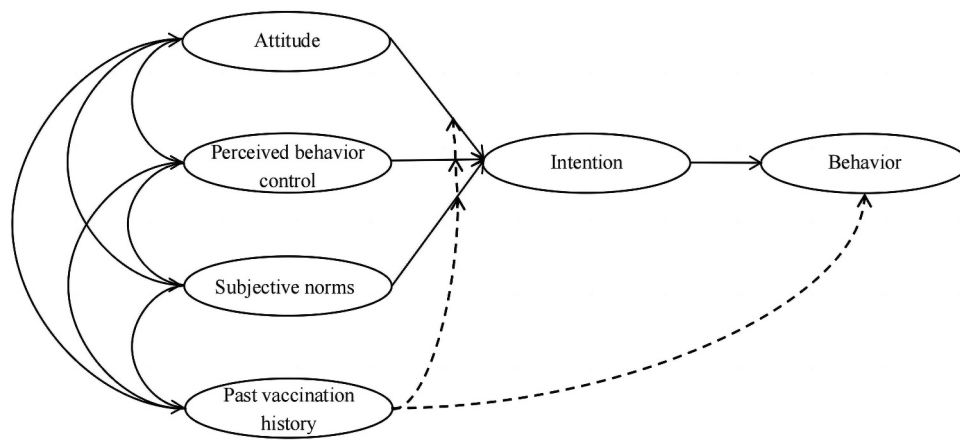 Attitude
Perceived behavior
control
Intention
Behavior
Subjective norms
Past vaccination
history